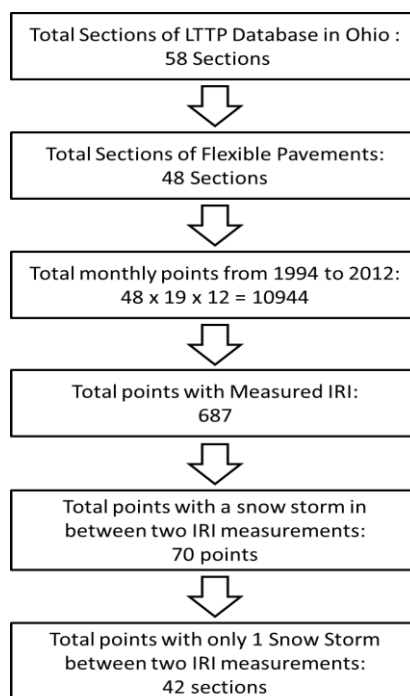 Total Sections of LTTP Database in Ohio :
58 Sections
Total Sections of Flexible Pavements:
48 Sections
Total monthly points from 1994 to 2012:
48 x 19 x 12 = 10944
Total points with Measured IRI:
687
Total points with a snow storm in
between two IRI measurements:
70 points
Total points with only 1 Snow Storm
between two IRI measurements:
42 sections